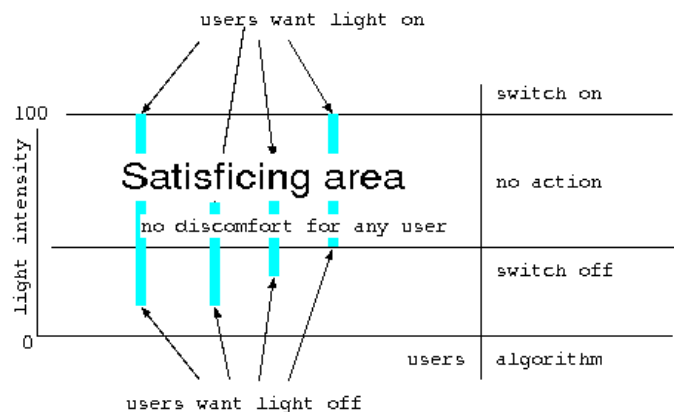 users want light on
switch on
100
Satisficing area
no action
no discomfort for any user
light intensity
switch off
0
users
algorithm
users want light off